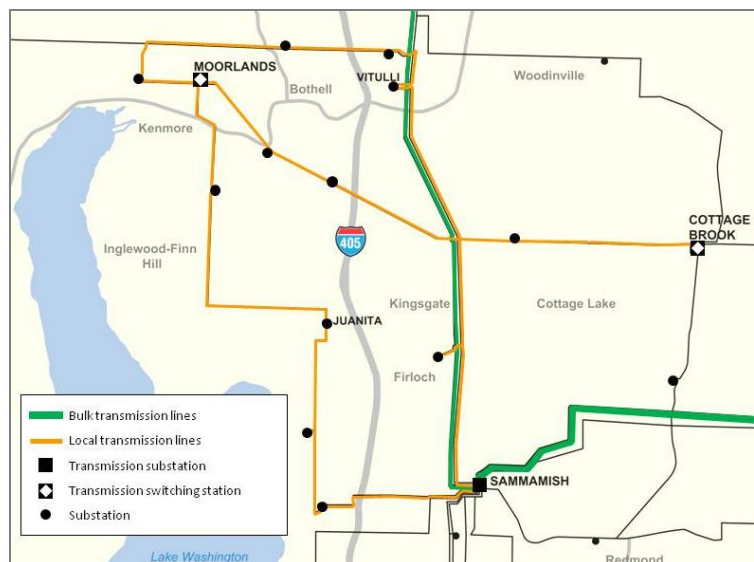 MOORLANDS
VITULLI
Bothell
Woodinville
Kenmore
COTTAGE
BROOK
405
Inglewood-Finn
Hill
Kingsgate
Cottage Lake
JUANITA
Firloch
Bulk transmission lines
Local transmission lines
Transmission substation
Transmission switching station
Substation
SAMMAMISH
Lake Washington
Redmond